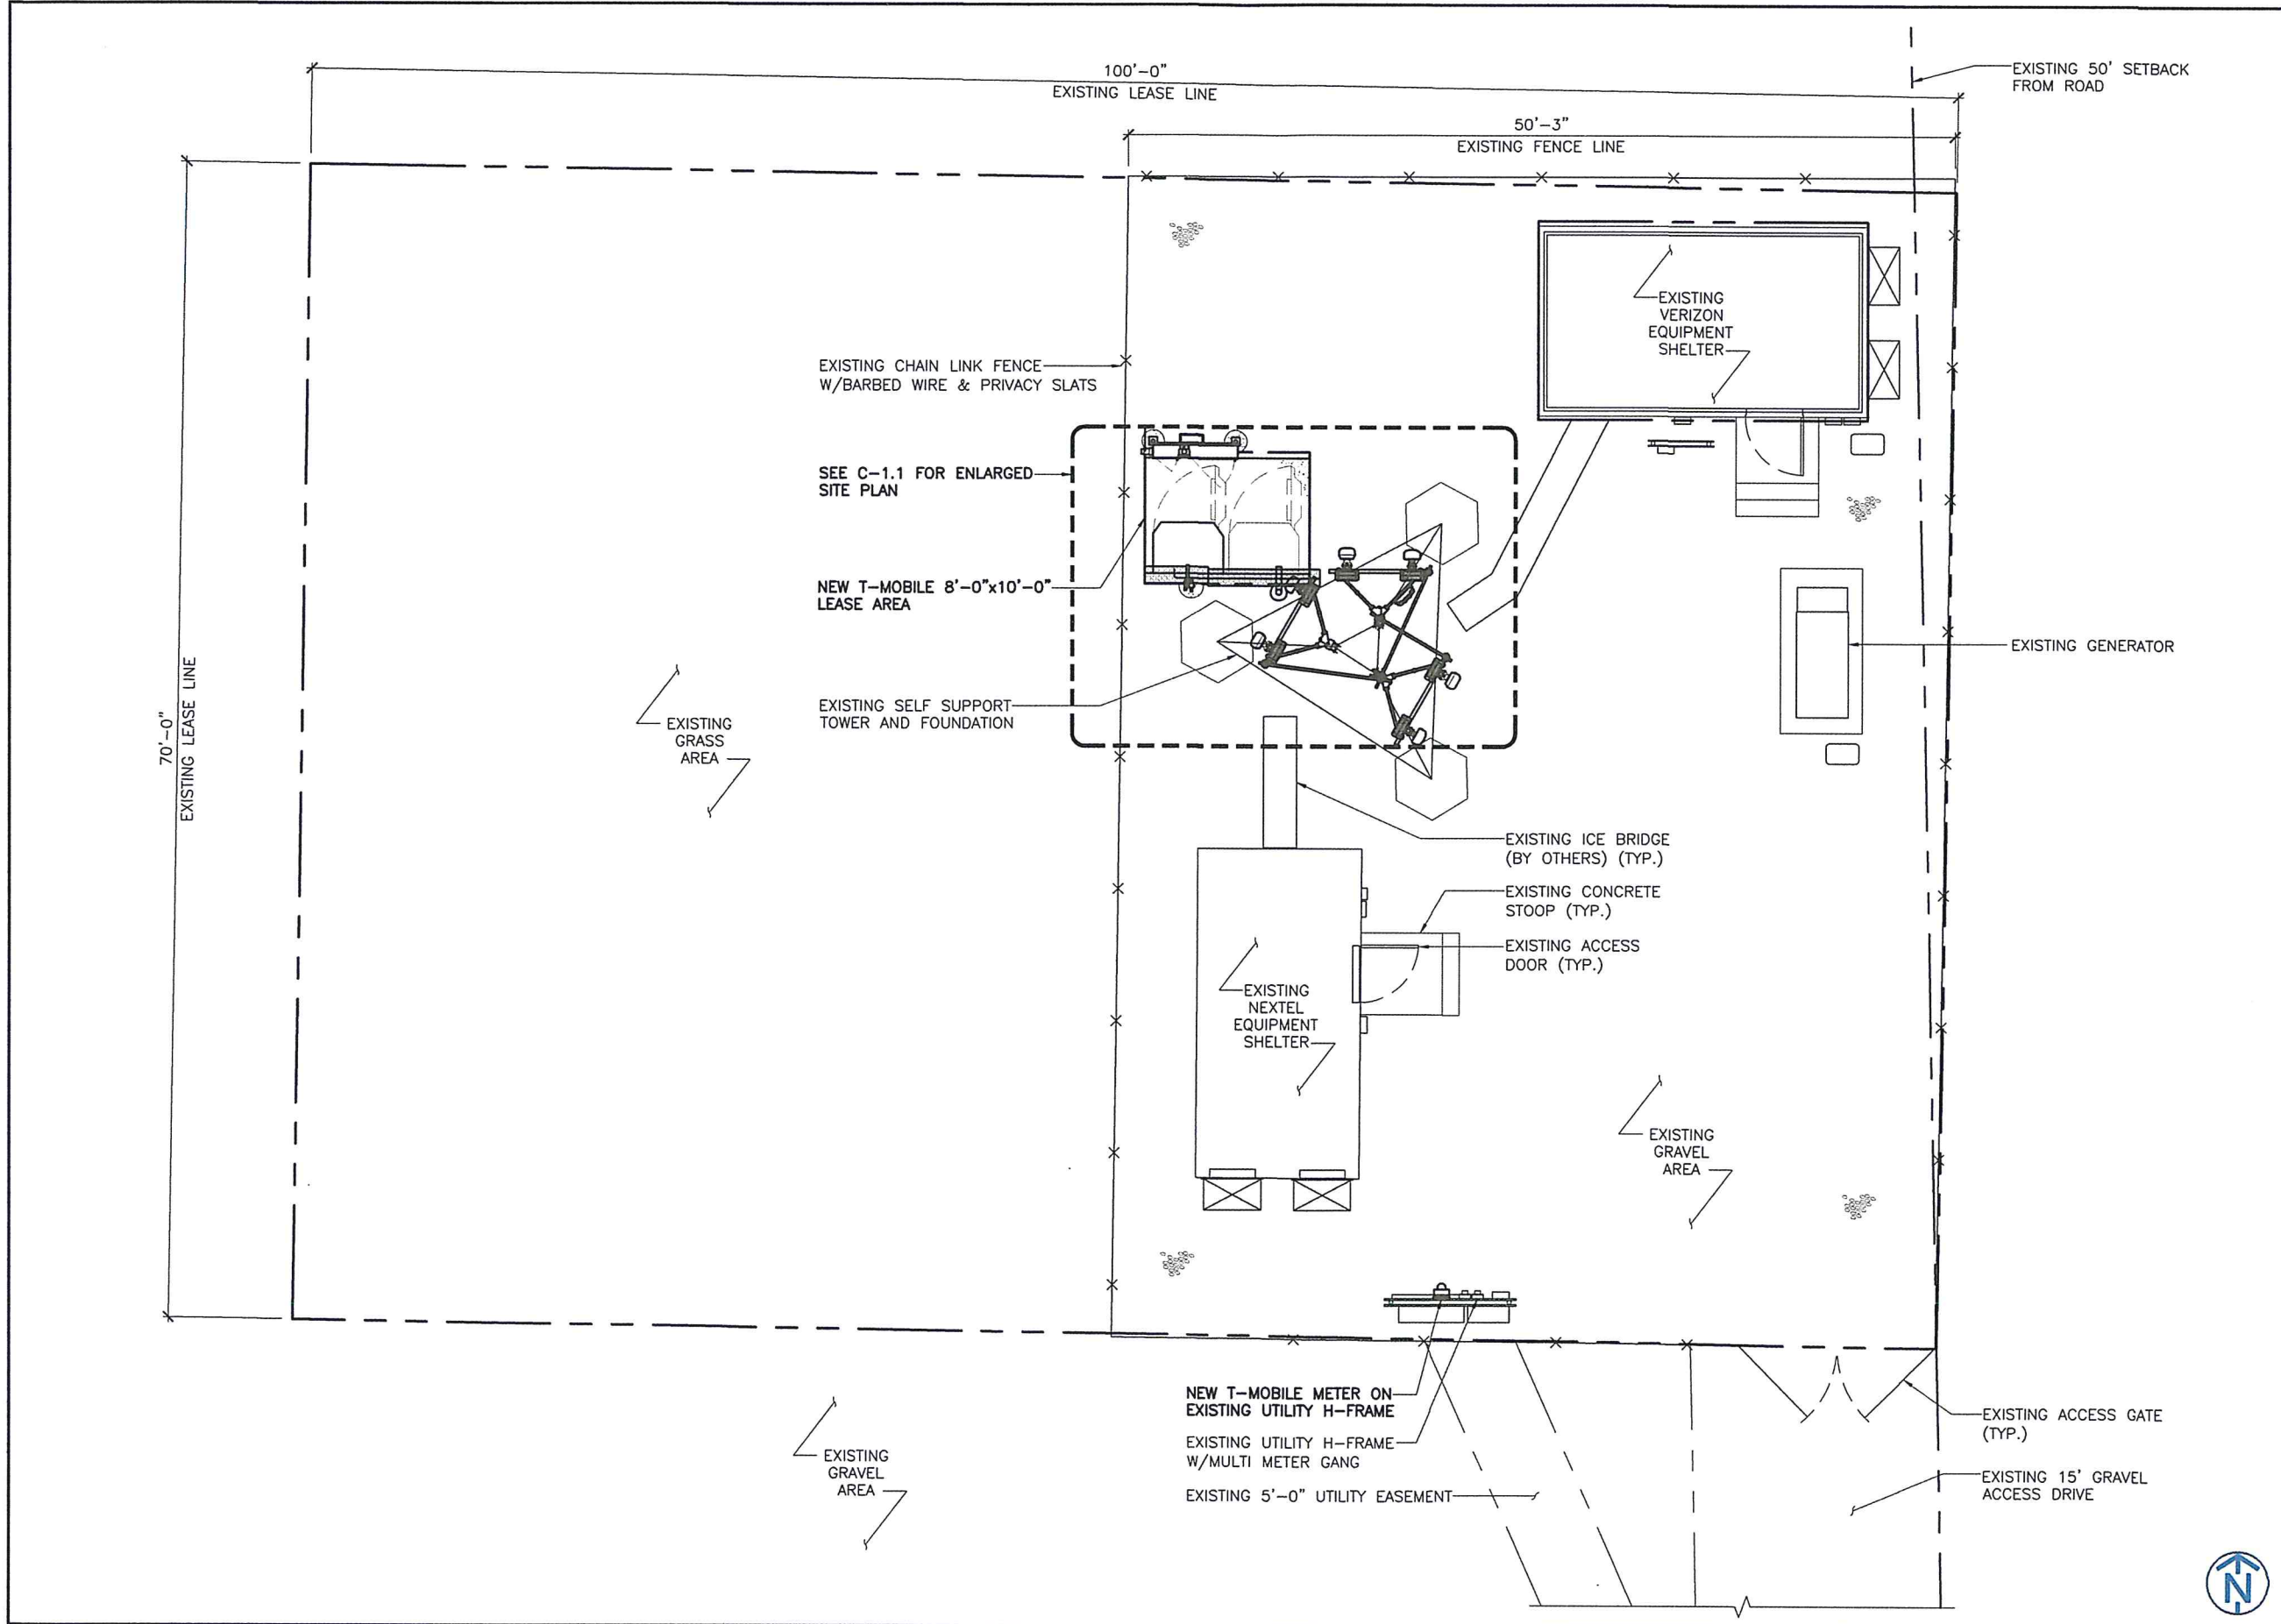 100'-0"
EXISTING LEASE LINE
EXISTING 50' SETBACK
FROM ROAD
50'-3"
EXISTING FENCE LINE
EXISTING
VERIZON
EQUIPMENT
SHELTER
EXISTING CHAIN LINK FENCE
W/BARBED WIRE & PRIVACY SLATS
SEE C-1.1 FOR ENLARGED
SITE PLAN
NEW T-MOBILE 8'-0"x10'-0"
LEASE AREA
EXISTING GENERATOR
EXISTING SELF SUPPORT
TOWER AND FOUNDATION
70'-0"
EXISTING LEASE LINE
EXISTING
GRASS
AREA
EXISTING ICE BRIDGE
(BY OTHERS) (TYP.)
EXISTING CONCRETE
STOOP (TYP.)
EXISTING ACCESS
DOOR (TYP.)
EXISTING
NEXTEL
EQUIPMENT
SHELTER
EXISTING
GRAVEL
AREA
NEW T-MOBILE METER ON
EXISTING UTILITY H-FRAME
EXISTING UTILITY H-FRAME
W/MULTI METER GANG
EXISTING 5'-0" UTILITY EASEMENT
EXISTING ACCESS GATE
(TYP.)
EXISTING 15' GRAVEL
ACCESS DRIVE
EXISTING
GRAVEL
AREA
N